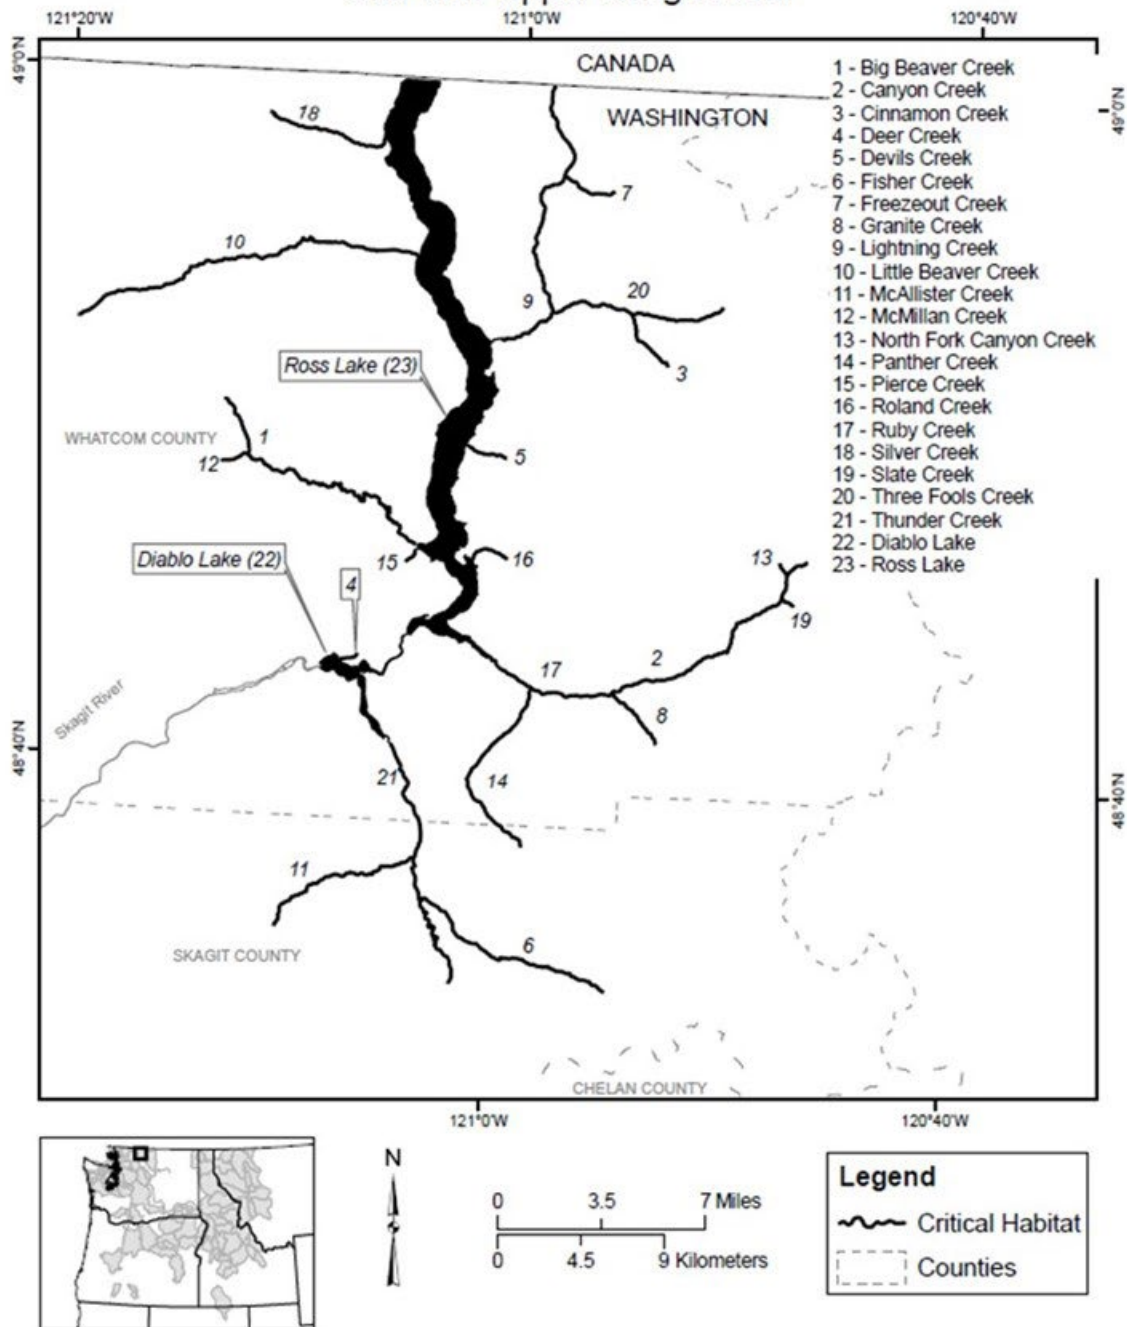 121°20'W 121°0'W 120°40'W
49°0'N
CANADA
WASHINGTON
49°0'N
1 - Big Beaver Creek
2 - Canyon Creek
3 - Cinnamon Creek
4 - Deer Creek
5 - Devils Creek
6 - Fisher Creek
7 - Freezeout Creek
8 - Granite Creek
9 - Lightning Creek
10 - Little Beaver Creek
11 - McAllister Creek
12 - McMillan Creek
13 - North Fork Canyon Creek
14 - Panther Creek
15 - Pierce Creek
16 - Roland Creek
17 - Ruby Creek
18 - Silver Creek
19 - Slate Creek
20 - Three Fools Creek
21 - Thunder Creek
22 - Diablo Lake
23 - Ross Lake
18
7
10
9
20
3
Ross Lake (23)
WHATCOM COUNTY
1
12
5
Diablo Lake (22)
4
15
16
13
19
17
2
8
Skagit River
48°40'N
21
14
48°40'N
11
SKAGIT COUNTY
6
CHELAN COUNTY
121°0'W 120°40'W
N
0 3.5 7 Miles
0 4.5 9 Kilometers
Legend
Critical Habitat
Counties